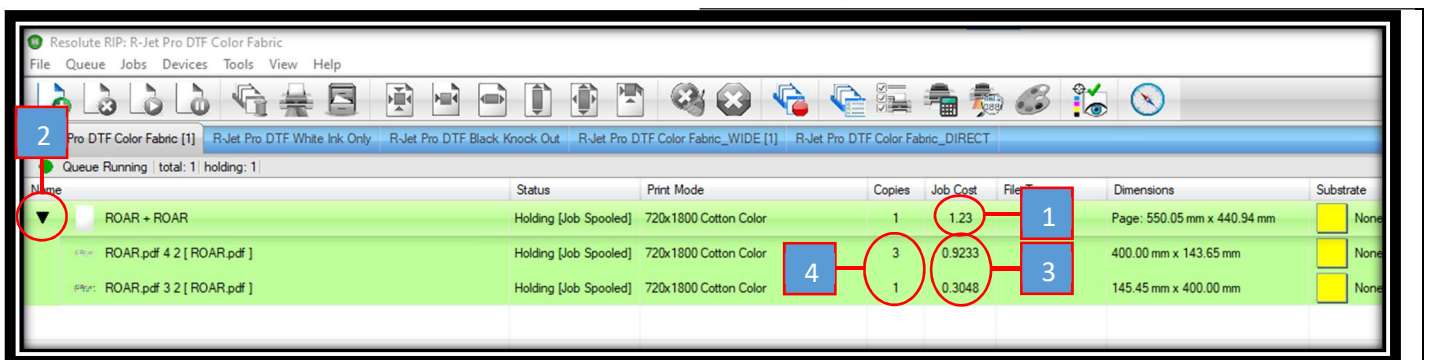 Resolute RIP: R-Jet Pro DTF Color Fabric
File Queue Jobs Devices Tools View Help
2 Pro DTF Color Fabric [1] R-Jet Pro DTF White Ink Only R-Jet Pro DTF Black Knock Out R-Jet Pro DTF Color Fabric_WIDE [1] R-Jet Pro DTF Color Fabric_DIRECT
Queue Running total: 1 holding: 1
Name Status Print Mode Copies Job Cost Dimensions Substrate
ROAR + ROAR Holding [Job Spooled] 720x1800 Cotton Color 1 1.23 1 Page: 550.05 mm x 440.94 mm None
ROAR.pdf 4 2 [ ROAR.pdf ] Holding [Job Spooled] 720x1800 Cotton Color 4 3 0.9233 3 400.00 mm x 143.65 mm None
ROAR.pdf 3 2 [ ROAR.pdf ] Holding [Job Spooled] 720x1800 Cotton Color 1 0.3048 145.45 mm x 400.00 mm None